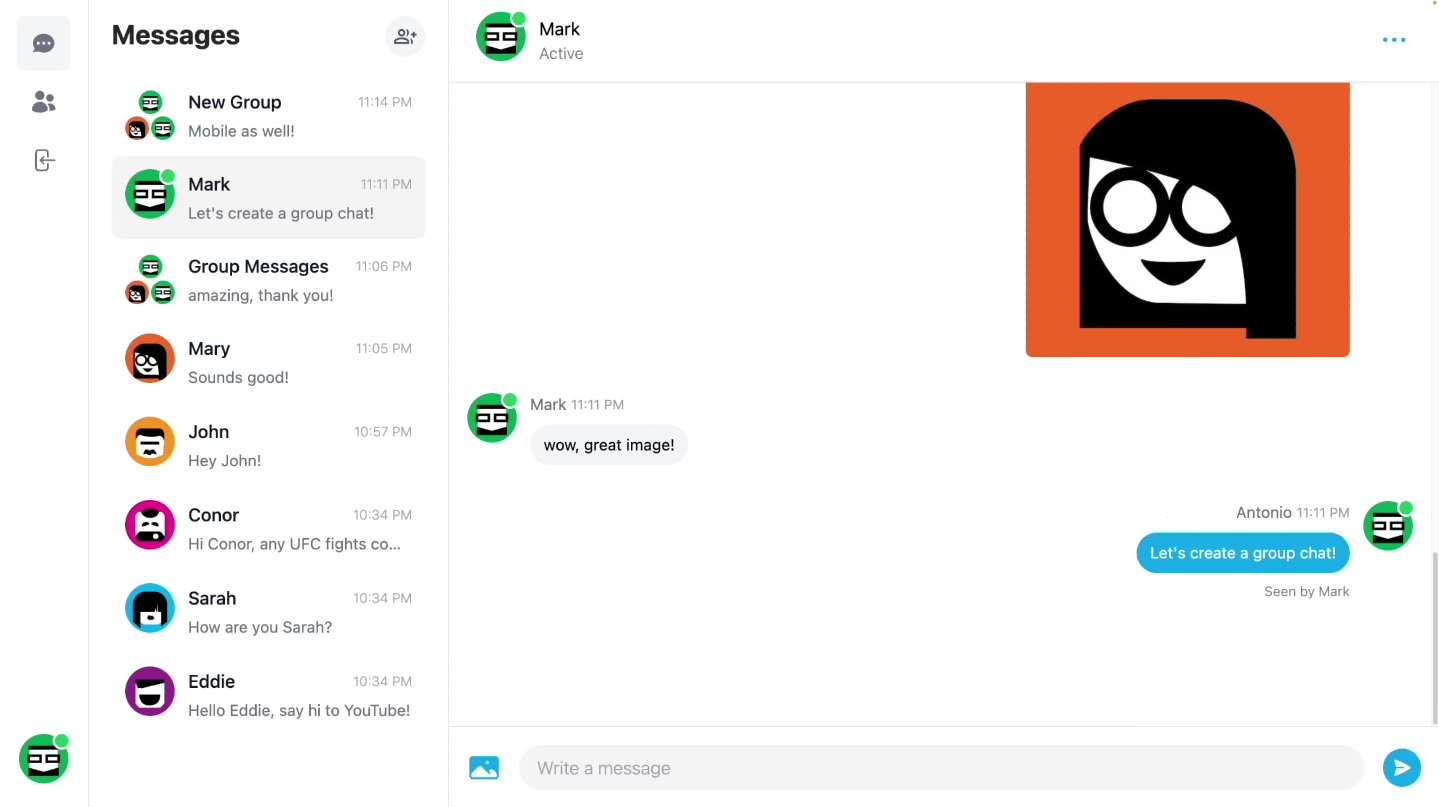 Messages
New Group 11:14 PM
Mobile as well!
Mark 11:11 PM
Let's create a group chat!
Group Messages 11:06 PM
amazing, thank you!
Mary 11:05 PM
Sounds good!
John 10:57 PM
Hey John!
Conor 10:34 PM
Hi Conor, any UFC fights co...
Sarah 10:34 PM
How are you Sarah?
Eddie 10:34 PM
Hello Eddie, say hi to YouTube!
Mark
Active
Mark 11:11 PM
wow, great image!
Antonio 11:11 PM
Let's create a group chat!
Seen by Mark
Write a message